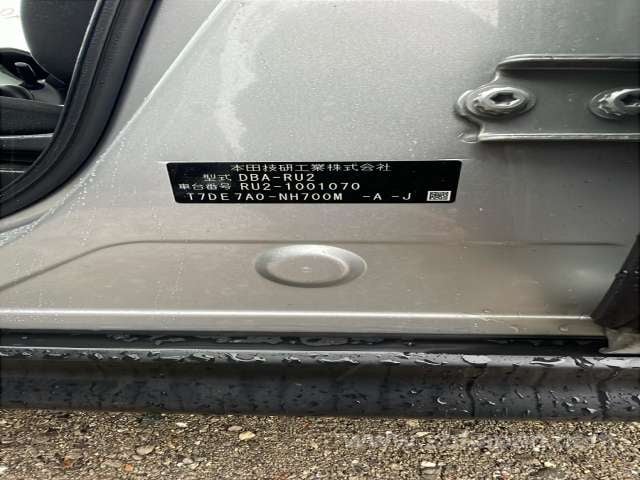 本田技研工業株式会社
型式 DBA-RU2
車台番号 RU2-1001070
T7DE7A0-NH700M -A -J